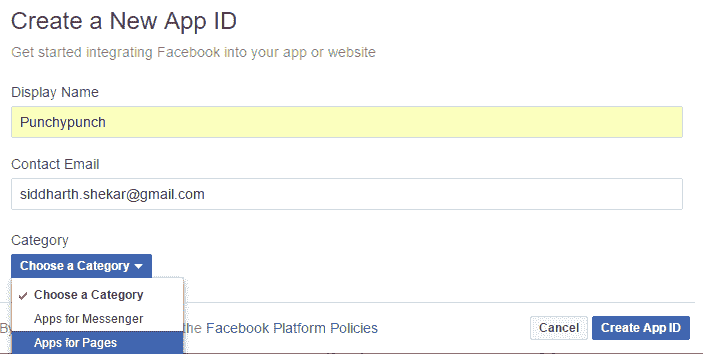 Create a New App ID
Get started integrating Facebook into your app or website
Display Name
Punchypunch
Contact Email
siddharth.shekar@gmail.com
Category
Choose a Category
Choose a Category
Apps for Messenger
Apps for Pages
By the Facebook Platform Policies
Cancel
Create App ID